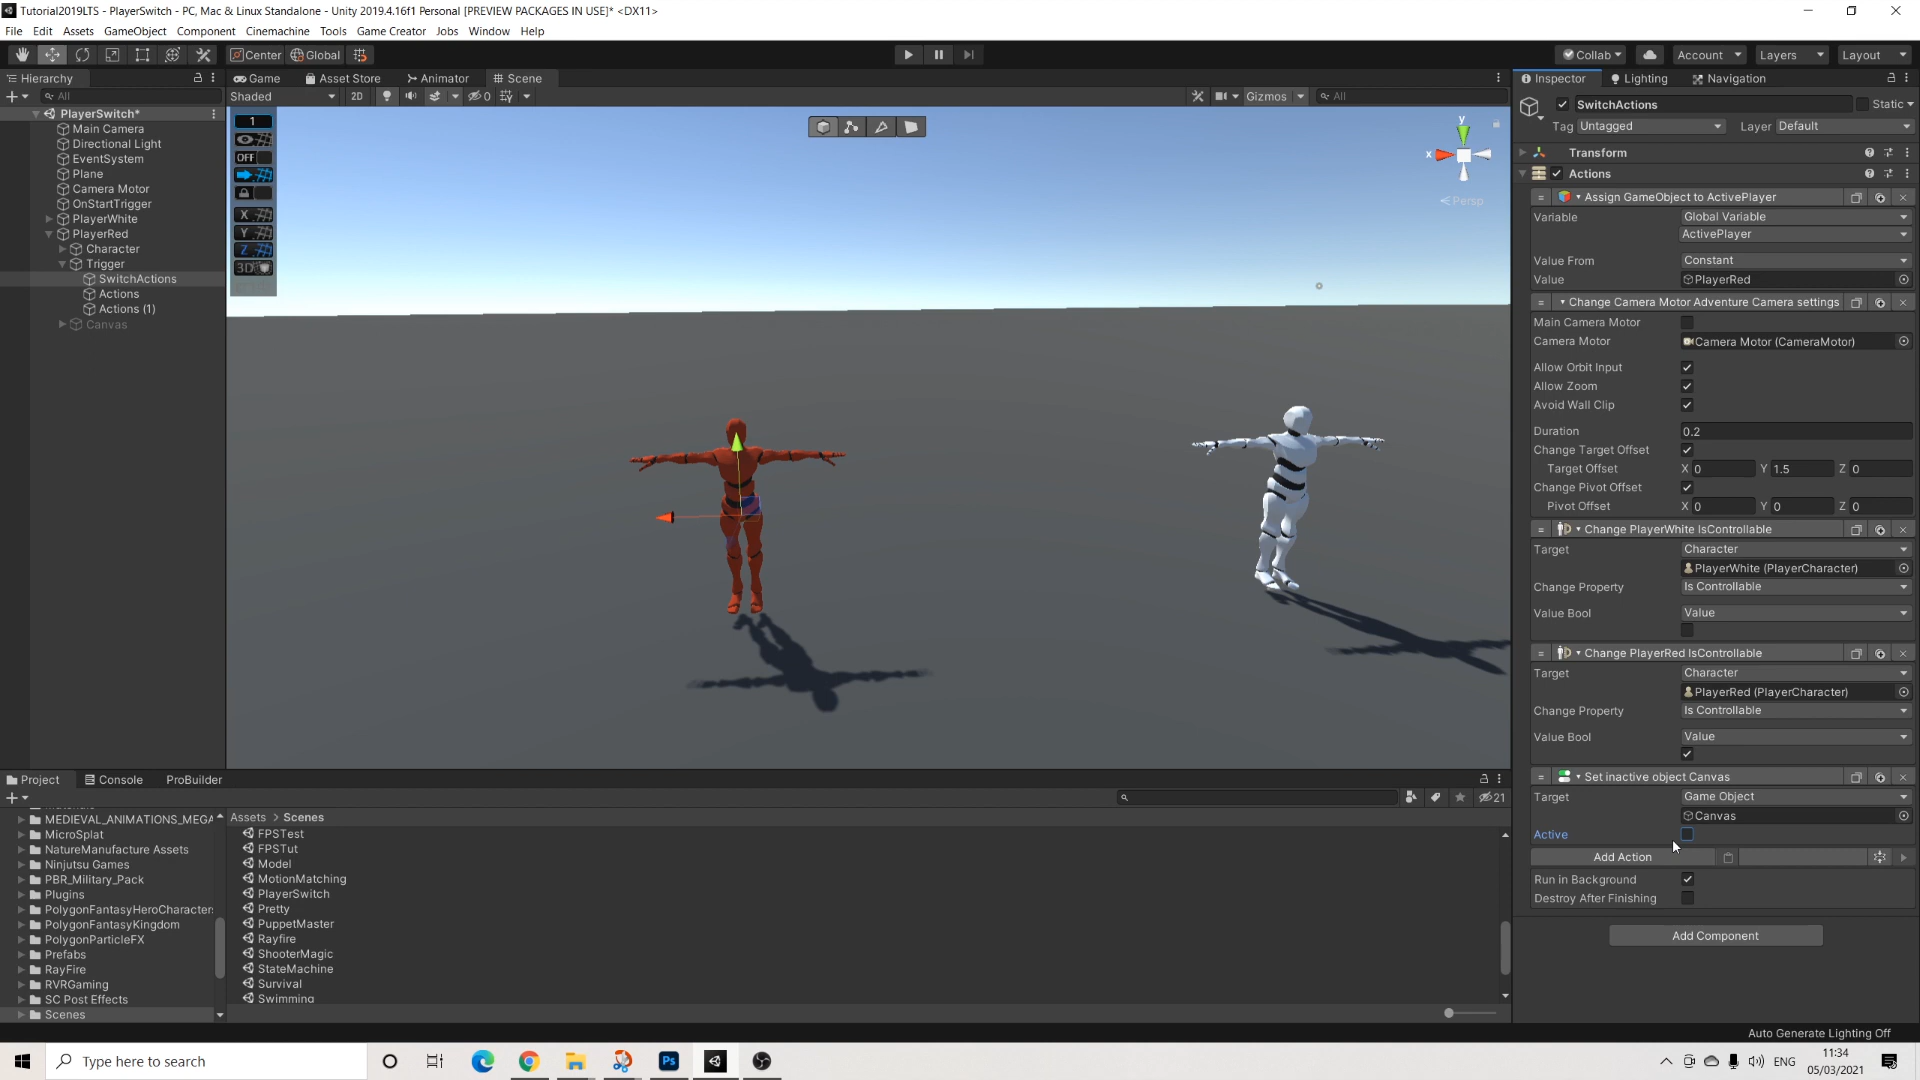 Tutorial2019LTS - PlayerSwitch - PC, Mac & Linux Standalone - Unity 2019.4.16f1 Personal [PREVIEW PACKAGES IN USE]* <DX11>
File Edit Assets GameObject Component Cinemachine Tools Game Creator Jobs Window Help
Center Global Collab Account Layers Layout
Hierarchy
All
PlayerSwitch*
Main Camera
Directional Light
EventSystem
Plane
Camera Motor
OnStartTrigger
PlayerWhite
PlayerRed
Character
Trigger
SwitchActions
Actions
Actions (1)
Canvas
Game Asset Store Animator Scene
Shaded 2D 0 Gizmos All
1
OFF
X
Y
Z
3D
y
x
Persp
Inspector Lighting Navigation
SwitchActions Static
Tag Untagged Layer Default
Transform
Actions
Assign GameObject to ActivePlayer
Variable Global Variable
ActivePlayer
Value From Constant
Value PlayerRed
Change Camera Motor Adventure Camera settings
Main Camera Motor
Camera Motor Camera Motor (CameraMotor)
Allow Orbit Input
Allow Zoom
Avoid Wall Clip
Duration 0.2
Change Target Offset
Target Offset X 0 Y 1.5 Z 0
Change Pivot Offset
Pivot Offset X 0 Y 0 Z 0
Change PlayerWhite IsControllable
Target Character
PlayerWhite (PlayerCharacter)
Change Property Is Controllable
Value Bool Value
Change PlayerRed IsControllable
Target Character
PlayerRed (PlayerCharacter)
Change Property Is Controllable
Value Bool Value
Set inactive object Canvas
Target Game Object
Canvas
Active
Add Action
Run in Background
Destroy After Finishing
Add Component
Project Console ProBuilder
21
MEDIEVAL_ANIMATIONS_MEGA
MicroSplat
NatureManufacture Assets
Ninjutsu Games
PBR_Military_Pack
Plugins
PolygonFantasyHeroCharacter
PolygonFantasyKingdom
PolygonParticleFX
Prefabs
RayFire
RVRGaming
SC Post Effects
Scenes
Assets > Scenes
FPSTest
FPSTut
Model
MotionMatching
PlayerSwitch
Pretty
PuppetMaster
Rayfire
ShooterMagic
StateMachine
Survival
Swimming
Auto Generate Lighting Off
Type here to search
Ps
ENG
11:34
05/03/2021